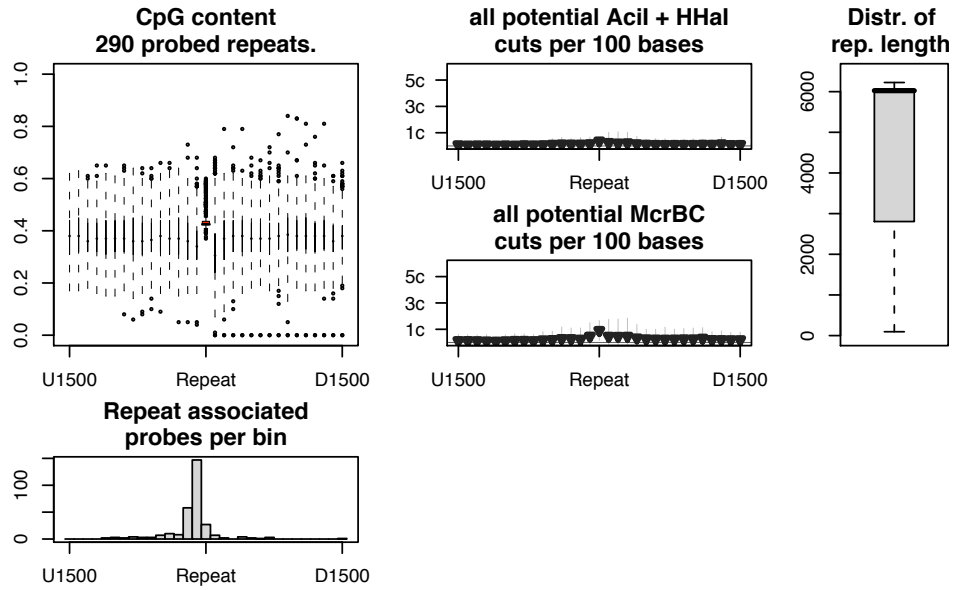 CpG content
290 probed repeats.
1.0
0.8
0.6
0.4
0.2
0.0
U1500 Repeat D1500
all potential AciI + HHaI
cuts per 100 bases
5c
3c
1c
U1500 Repeat D1500
all potential McrBC
cuts per 100 bases
5c
3c
1c
U1500 Repeat D1500
Distr. of
rep. length
6000
4000
2000
0
Repeat associated
probes per bin
100
0
U1500 Repeat D1500